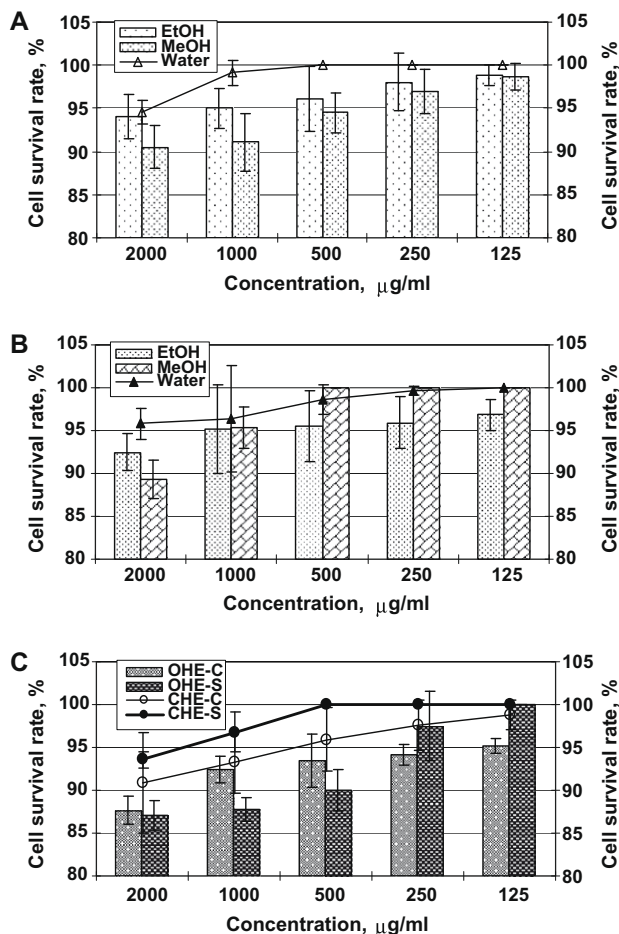 A
Cell survival rate, %
105
100
95
90
85
80
EtOH
MeOH
Water
105
100
95
90
85
80
Cell survival rate, %
2000 1000 500 250 125
Concentration, μg/ml
B
Cell survival rate, %
105
100
95
90
85
80
EtOH
MeOH
Water
105
100
95
90
85
80
Cell survival rate, %
2000 1000 500 250 125
Concentration, μg/ml
C
Cell survival rate, %
105
100
95
90
85
80
OHE-C
OHE-S
CHE-C
CHE-S
105
100
95
90
85
80
Cell survival rate, %
2000 1000 500 250 125
Concentration, μg/ml